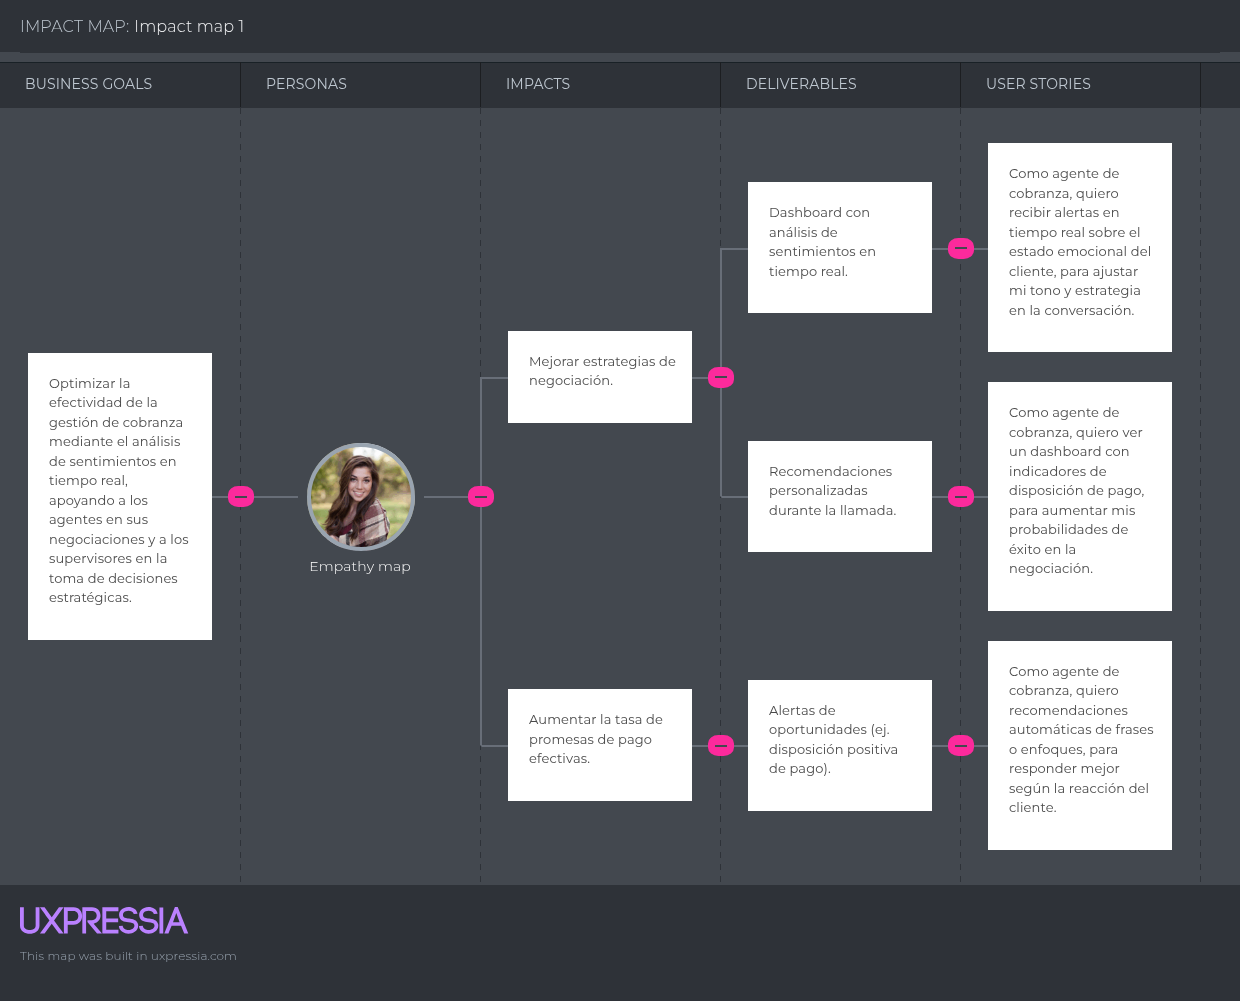 IMPACT MAP: Impact map 1
BUSINESS GOALS
PERSONAS
IMPACTS
DELIVERABLES
USER STORIES
Optimizar la
efectividad de la
gestión de cobranza
mediante el análisis
de sentimientos en
tiempo real,
apoyando a los
agentes en sus
negociaciones y a los
supervisores en la
toma de decisiones
estratégicas.
Empathy map
Mejorar estrategias de
negociación.
Aumentar la tasa de
promesas de pago
efectivas.
Dashboard con
análisis de
sentimientos en
tiempo real.
Recomendaciones
personalizadas
durante la llamada.
Alertas de
oportunidades (ej.
disposición positiva
de pago).
Como agente de
cobranza, quiero
recibir alertas en
tiempo real sobre el
estado emocional del
cliente, para ajustar
mi tono y estrategia
en la conversación.
Como agente de
cobranza, quiero ver
un dashboard con
indicadores de
disposición de pago,
para aumentar mis
probabilidades de
éxito en la
negociación.
Como agente de
cobranza, quiero
recomendaciones
automáticas de frases
o enfoques, para
responder mejor
según la reacción del
cliente.
UXPRESSIA
This map was built in uxpressia.com